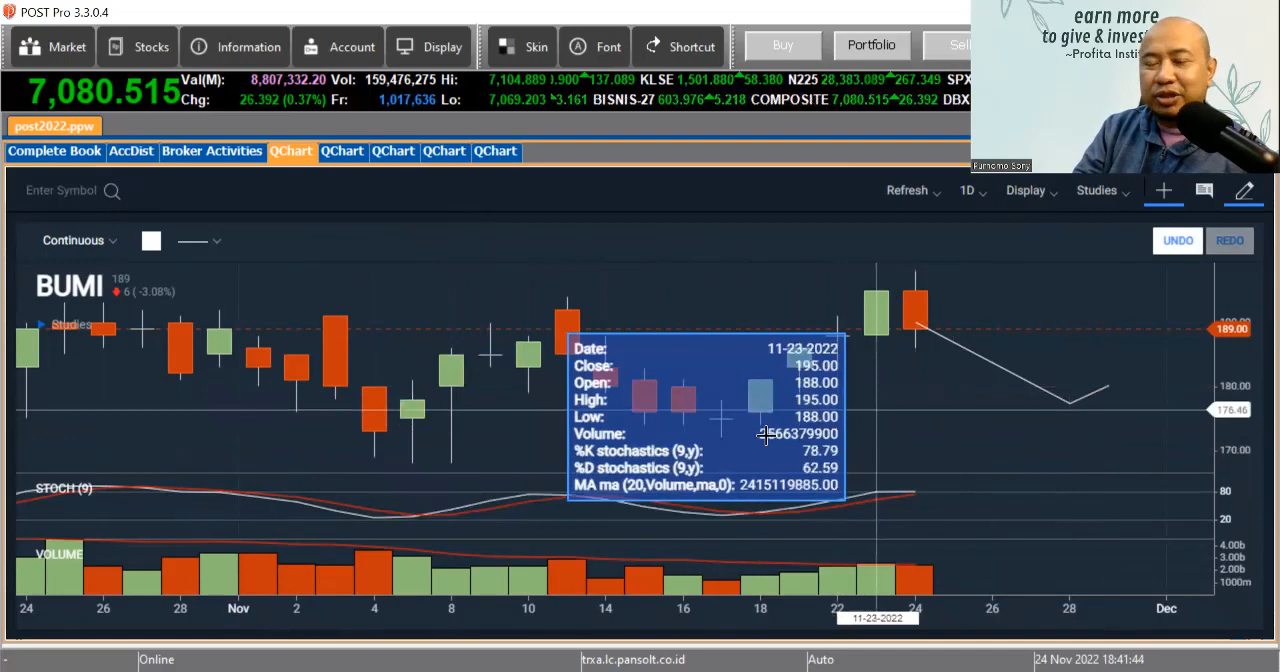 POST Pro 3.3.0.4
Market Stocks Information Account Display Skin Font Shortcut Buy Portfolio
earn more
to give & invest
~Profita
Purnomo Sony
7,080.515 Val(M): 8,807,332.20 Vol: 159,476,275 Hi: 7,104.889 137.089 KLSE 1,501.880 58.380 N225 28,383.089 267.349 SPX
Chg: 26.392 (0.37%) Fr: 1,017,636 Lo: 7,069.203 3.161 BISNIS-27 603.976 5.218 COMPOSITE 7,080.515 26.392 DBX
post2022.ppw
Complete Book AccDist Broker Activities QChart QChart QChart QChart QChart
Enter Symbol Refresh 1D Display Studies
Continuous UNDO REDO
BUMI 189
6 ( -3.08%)
Studies
189.00
180.00
176.46
170.00
Date: 11-23-2022
Close: 195.00
Open: 188.00
High: 195.00
Low: 188.00
Volume: 566379900
%K stochastics (9,y): 78.79
%D stochastics (9,y): 62.59
MA ma (20,Volume,ma,0): 2415119885.00
STOCH (9)
80
20
VOLUME
4.00b
3.00b
2.00b
1000m
24 26 28 Nov 2 4 8 10 14 16 18 22 24 26 28 Dec
11-23-2022
- Online trxa.lc.pansolt.co.id Auto 24 Nov 2022 18:41:44